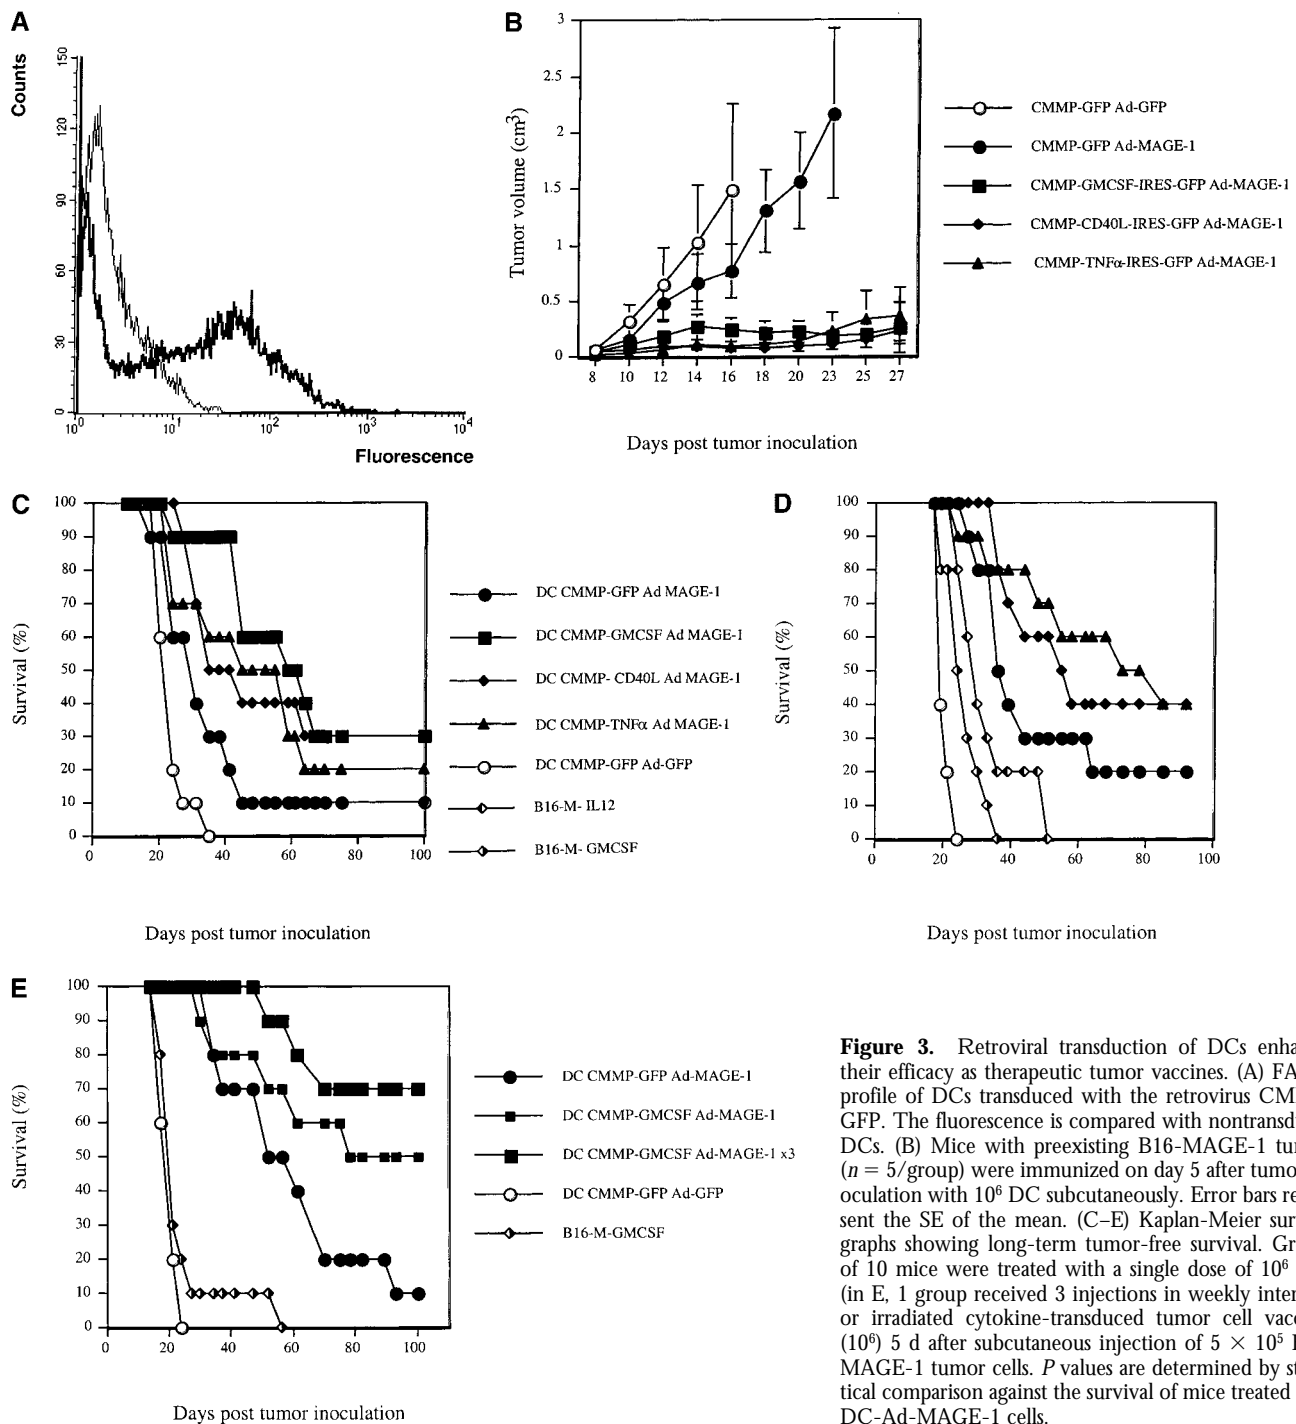 A
Counts
150
120
90
60
30
0
10⁰
10¹
10²
10³
10⁴
Fluorescence
B
Tumor volume (cm³)
3
2.5
2
1.5
1
0.5
0
8
10
12
14
16
18
20
23
25
27
Days post tumor inoculation
CMMP-GFP Ad-GFP
CMMP-GFP Ad-MAGE-1
CMMP-GMCSF-IRES-GFP Ad-MAGE-1
CMMP-CD40L-IRES-GFP Ad-MAGE-1
CMMP-TNFα-IRES-GFP Ad-MAGE-1
C
Survival (%)
100
90
80
70
60
50
40
30
20
10
0
0
20
40
60
80
100
Days post tumor inoculation
DC CMMP-GFP Ad MAGE-1
DC CMMP-GMCSF Ad MAGE-1
DC CMMP- CD40L Ad MAGE-1
DC CMMP-TNFα Ad MAGE-1
DC CMMP-GFP Ad-GFP
B16-M- IL12
B16-M- GMCSF
D
Survival (%)
100
90
80
70
60
50
40
30
20
10
0
0
20
40
60
80
100
Days post tumor inoculation
E
Survival (%)
100
90
80
70
60
50
40
30
20
10
0
0
20
40
60
80
100
Days post tumor inoculation
DC CMMP-GFP Ad-MAGE-1
DC CMMP-GMCSF Ad-MAGE-1
DC CMMP-GMCSF Ad-MAGE-1 x3
DC CMMP-GFP Ad-GFP
B16-M-GMCSF
Figure 3. Retroviral transduction of DCs enha
their efficacy as therapeutic tumor vaccines. (A) FA
profile of DCs transduced with the retrovirus CM
GFP. The fluorescence is compared with nontransdu
DCs. (B) Mice with preexisting B16-MAGE-1 tum
(n = 5/group) were immunized on day 5 after tumo
oculation with 10⁶ DC subcutaneously. Error bars re
sent the SE of the mean. (C–E) Kaplan-Meier sur
graphs showing long-term tumor-free survival. Gr
of 10 mice were treated with a single dose of 10⁶
(in E, 1 group received 3 injections in weekly inter
or irradiated cytokine-transduced tumor cell vacc
(10⁶) 5 d after subcutaneous injection of 5 × 10⁵
MAGE-1 tumor cells. P values are determined by st
tical comparison against the survival of mice treated
DC-Ad-MAGE-1 cells.